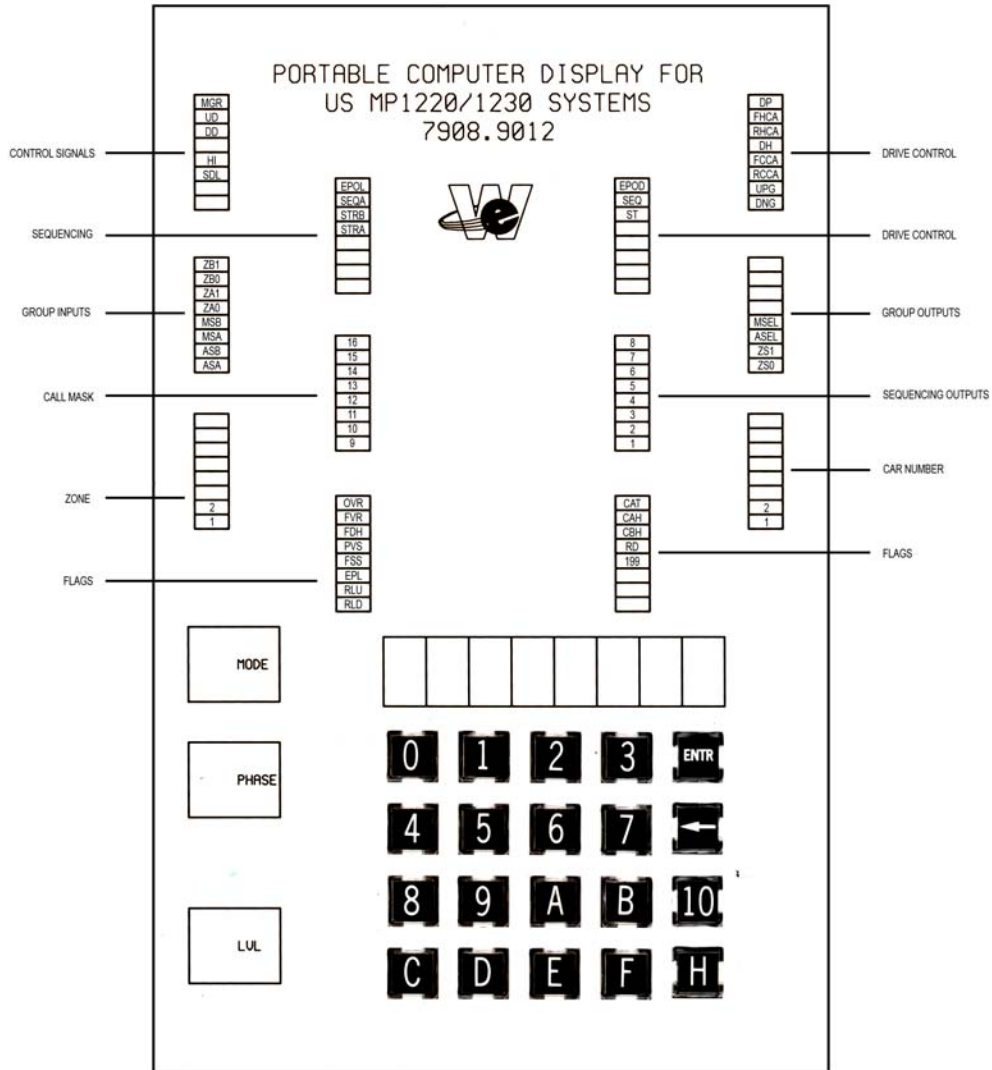 PORTABLE COMPUTER DISPLAY FOR
US MP1220/1230 SYSTEMS
7908.9012
CONTROL SIGNALS
MGR
UD
DD
HI
SDL
DRIVE CONTROL
DP
FHCA
RHCA
DH
FCCA
RCCA
UPG
DNG
SEQUENCING
EPOL
SEQA
STRB
STRA
W
DRIVE CONTROL
EPOD
SEQ
ST
GROUP INPUTS
ZB1
ZB0
ZA1
ZA0
MSB
MSA
ASB
ASA
GROUP OUTPUTS
MSEL
ASEL
ZS1
ZS0
CALL MASK
16
15
14
13
12
11
10
9
SEQUENCING OUTPUTS
8
7
6
5
4
3
2
1
ZONE
2
1
CAR NUMBER
2
1
FLAGS
OVR
FVR
FDH
PVS
FSS
EPL
RLU
RLD
FLAGS
CAT
CAH
CBH
RD
199
MODE
PHASE
LVL
0 1 2 3 ENTR
4 5 6 7 ←
8 9 A B 10
C D E F H